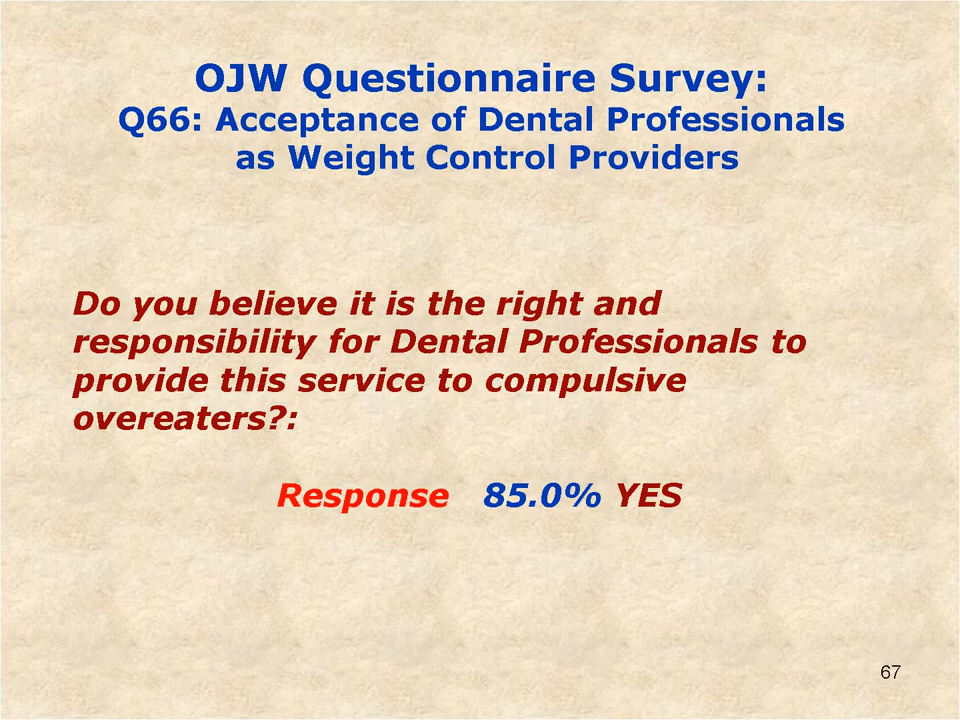 OJW Questionnaire Survey:
Q66: Acceptance of Dental Professionals
as Weight Control Providers
Do you believe it is the right and
responsibility for Dental Professionals to
provide this service to compulsive
overeaters?:
Response 85.0% YES
67